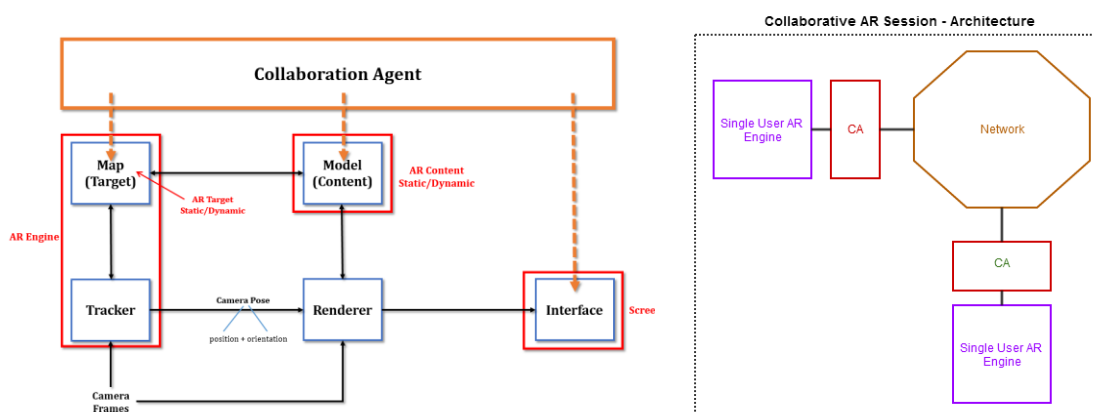 Collaboration Agent
Map
(Target)
Model
(Content)
AR Content
Static/Dynamic
AR Target
Static/Dynamic
AR Engine
Tracker
Camera Pose
position + orientation
Renderer
Interface
Scree
Camera
Frames
Collaborative AR Session - Architecture
Single User AR
Engine
CA
Network
CA
Single User AR
Engine